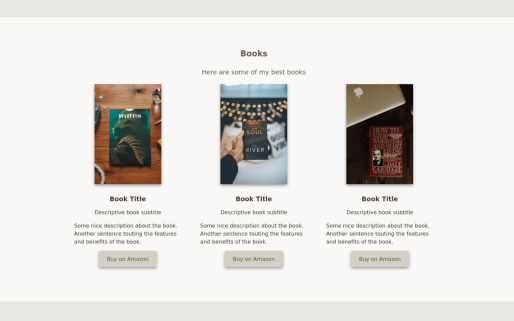 Books
Here are some of my best books
waves
SOUL
RIVER
HOW TO
STOP
WORRYING
AND START
LIVING
DALE
CARNEGIE
Book Title
Descriptive book subtitle
Some nice description about the book.
Another sentence touting the features
and benefits of the book.
Buy on Amazon
Book Title
Descriptive book subtitle
Some nice description about the book.
Another sentence touting the features
and benefits of the book.
Buy on Amazon
Book Title
Descriptive book subtitle
Some nice description about the book.
Another sentence touting the features
and benefits of the book.
Buy on Amazon